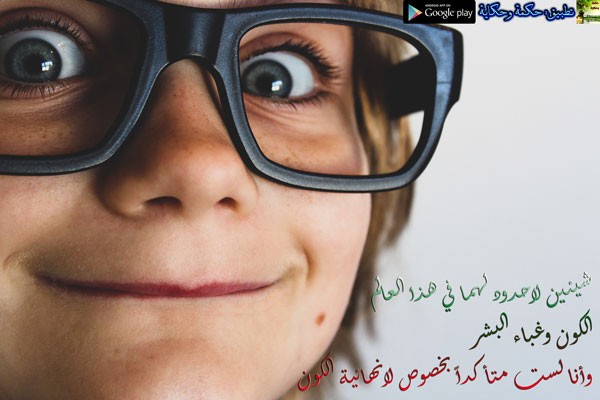 ANDROID APP ON
Google play
تطبيق: حكمة وحكاية
شيئين لاحدود لهما في هذا العالم
الكون وغباء البشر
وأنا لست متأكداً بخصوص لانهائية الكون